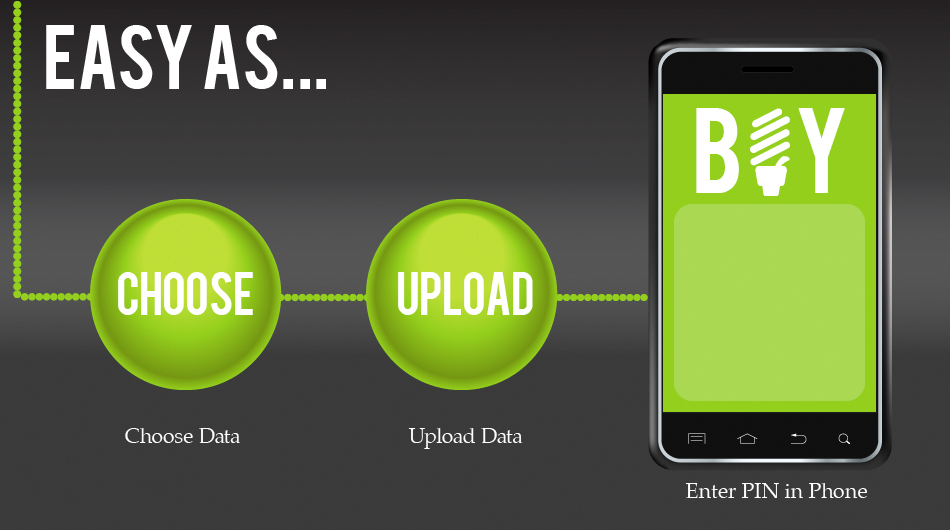 EASY AS...
CHOOSE
UPLOAD
B Y
Choose Data
Upload Data
Enter PIN in Phone